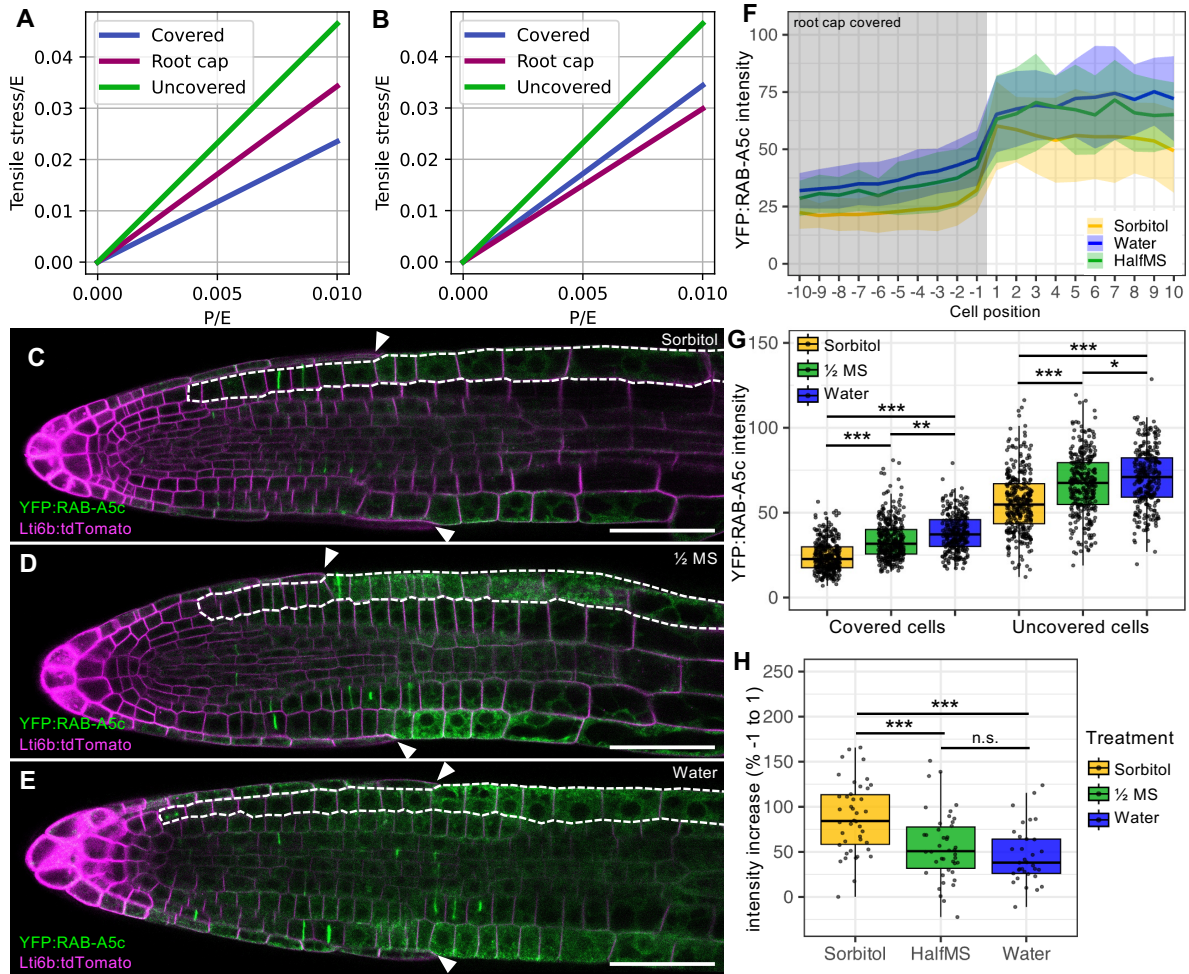 A
Covered
Root cap
Uncovered
Tensile stress/E
0.04
0.03
0.02
0.01
0.00
0.000
0.005
0.010
P/E
B
Covered
Root cap
Uncovered
Tensile stress/E
0.04
0.03
0.02
0.01
0.00
0.000
0.005
0.010
P/E
F
root cap covered
YFP:RAB-A5c intensity
100
75
50
25
0
Sorbitol
Water
HalfMS
-10 -9 -8 -7 -6 -5 -4 -3 -2 -1 1 2 3 4 5 6 7 8 9 10
Cell position
C
Sorbitol
YFP:RAB-A5c
Lti6b:tdTomato
D
½ MS
YFP:RAB-A5c
Lti6b:tdTomato
E
Water
YFP:RAB-A5c
Lti6b:tdTomato
G
YFP:RAB-A5c intensity
150
100
50
0
Sorbitol
½ MS
Water
***
***
**
***
***
*
Covered cells
Uncovered cells
H
intensity increase (% -1 to 1)
250
200
150
100
50
0
***
***
n.s.
Sorbitol
HalfMS
Water
Treatment
Sorbitol
½ MS
Water